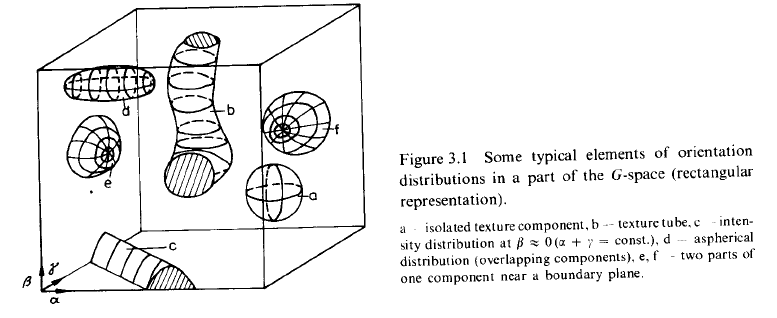 d
b
f
e
a
c
γ
β
α
Figure 3.1 Some typical elements of orientation
distributions in a part of the G-space (rectangular
representation).
a - isolated texture component, b -- texture tube, c - inten-
sity distribution at β ≈ 0 (α + γ = const.), d -- aspherical
distribution (overlapping components), e, f - two parts of
one component near a boundary plane.